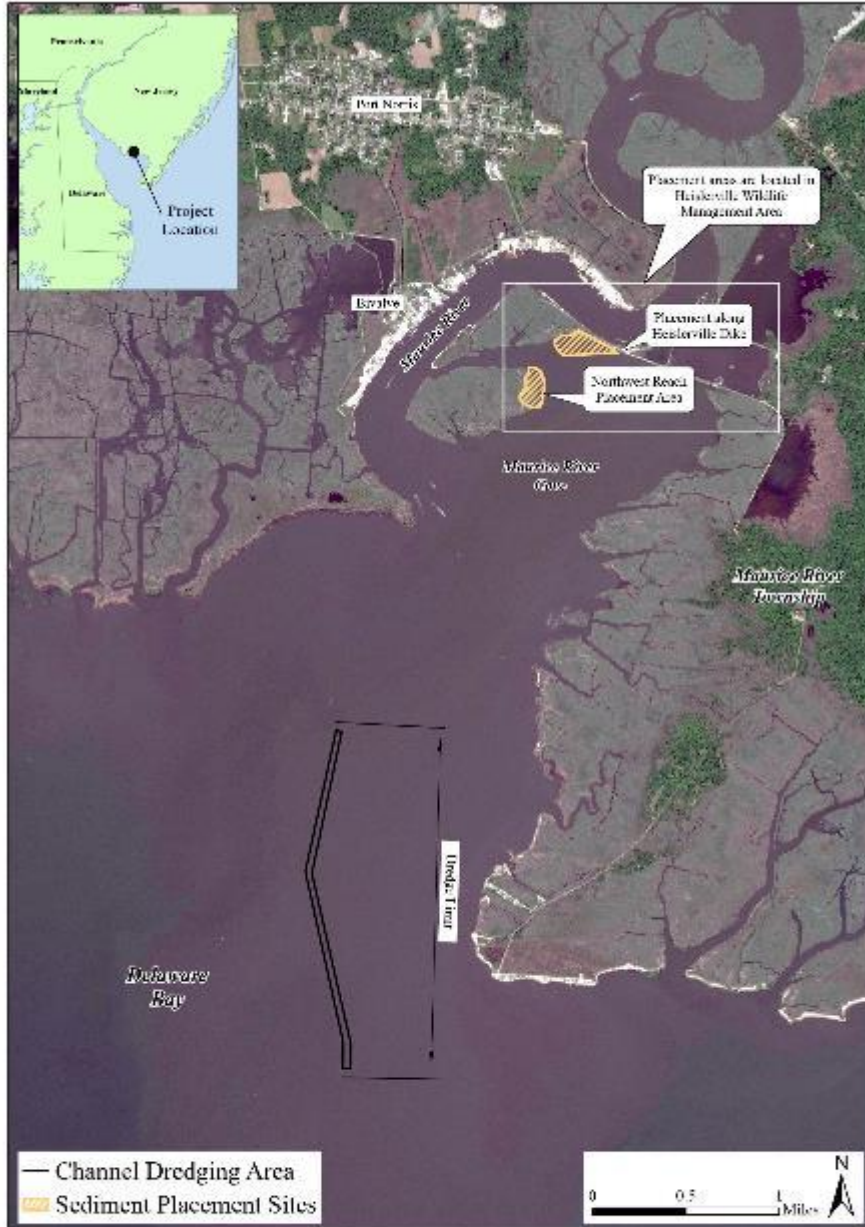 Pennsylvania
Maryland
New Jersey
Delaware
Project
Location
Port Norris
Placement areas are located in
Heislerville Wildlife
Management Area
Bivalve
Maurice River
Placement along
Heislerville Dike
Northwest Reach
Placement Area
Maurice River
Cove
Maurice River
Township
Dredge Limit
Delaware
Bay
Channel Dredging Area
Sediment Placement Sites
N
0 0.5 1
Miles